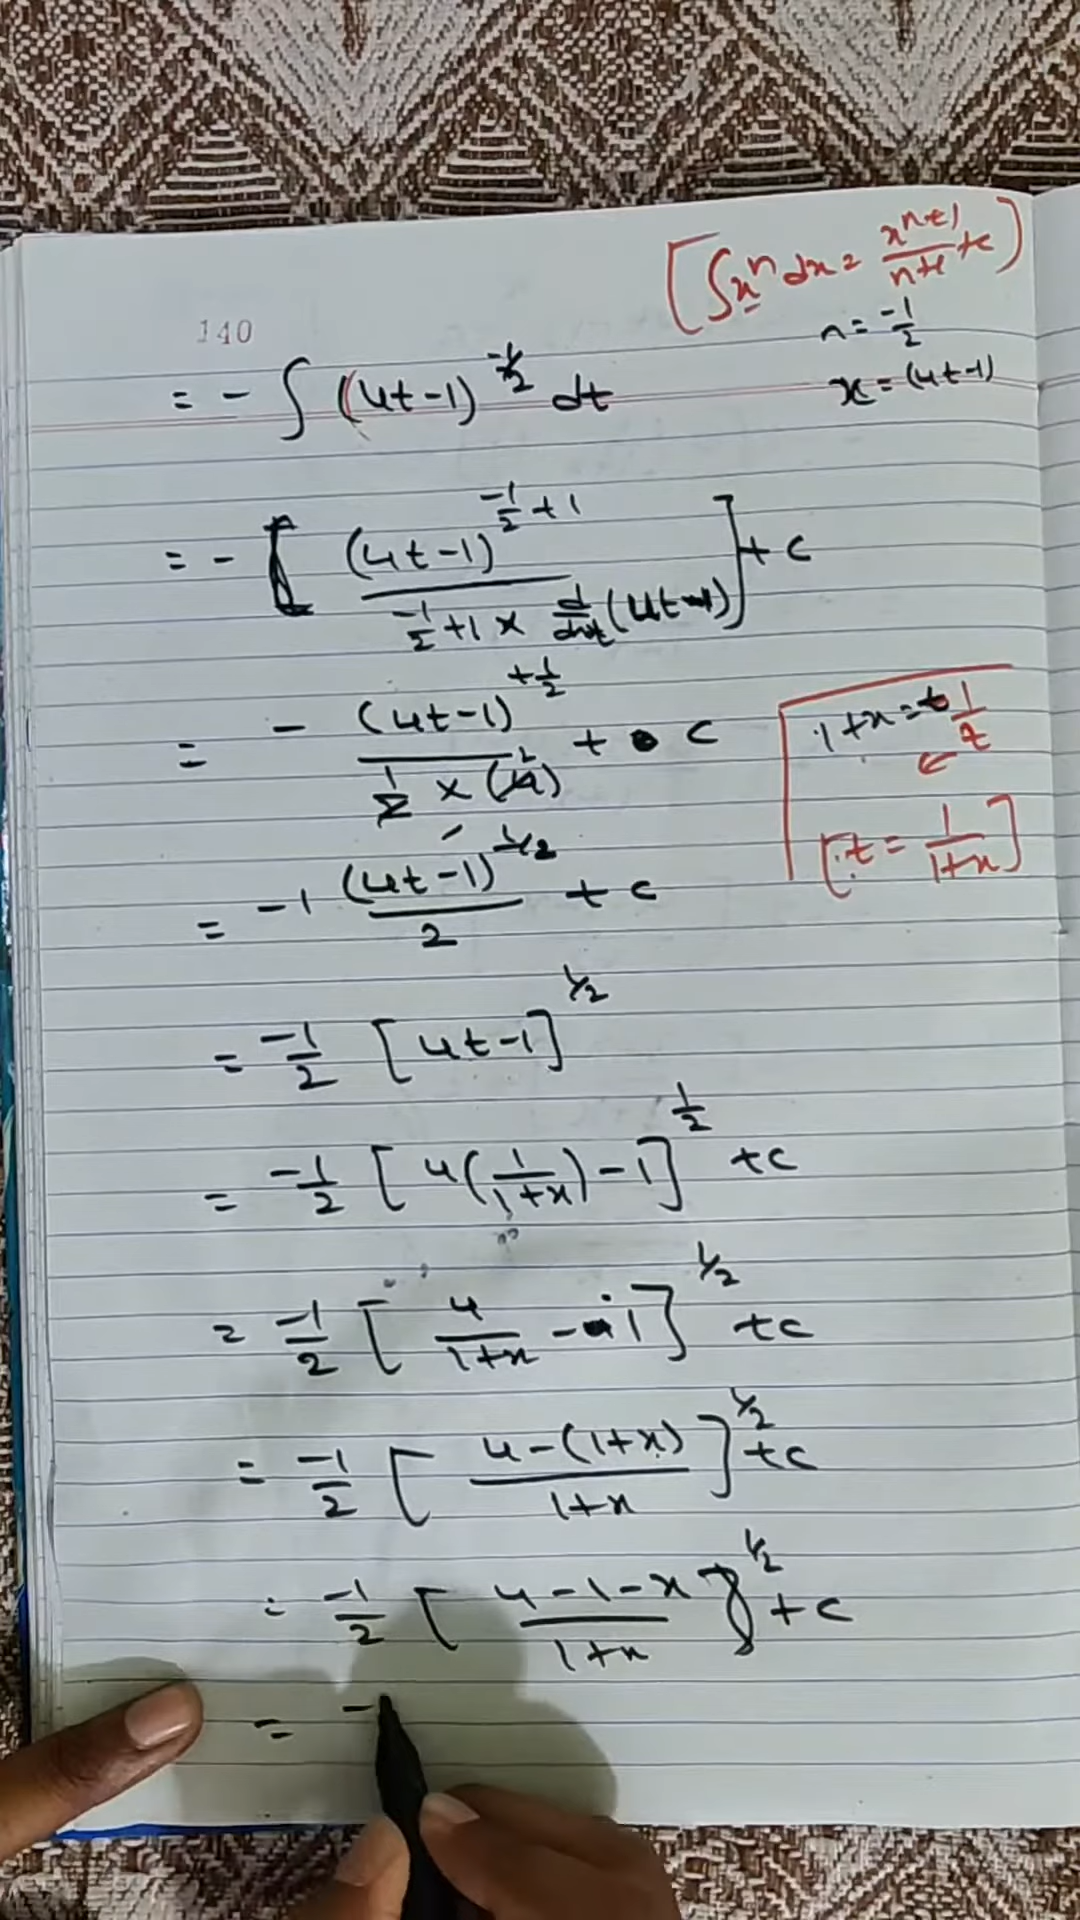 [∫xⁿ dx = x^(n+1)/(n+1) + c]
140
n = -1/2
x = (4t-1)
= - ∫ (4t-1)^(-1/2) dt
= - [ (4t-1)^(-1/2 + 1) / (-1/2 + 1 × d/dt (4t-1)) ] + c
= - (4t-1)^(+1/2) / (1/2 × (4)) + c
2
1+x = 1/t
[∴ t = 1/(1+x)]
= -1 (4t-1)^(1/2) / 2 + c
= -1/2 [4t-1]^(1/2)
= -1/2 [4(1/(1+x)) - 1]^(1/2) + c
= -1/2 [4/(1+x) - 1]^(1/2) + c
= -1/2 [(4-(1+x))/(1+x)]^(1/2) + c
= -1/2 [(4-1-x)/(1+x)]^(1/2) + c
= -